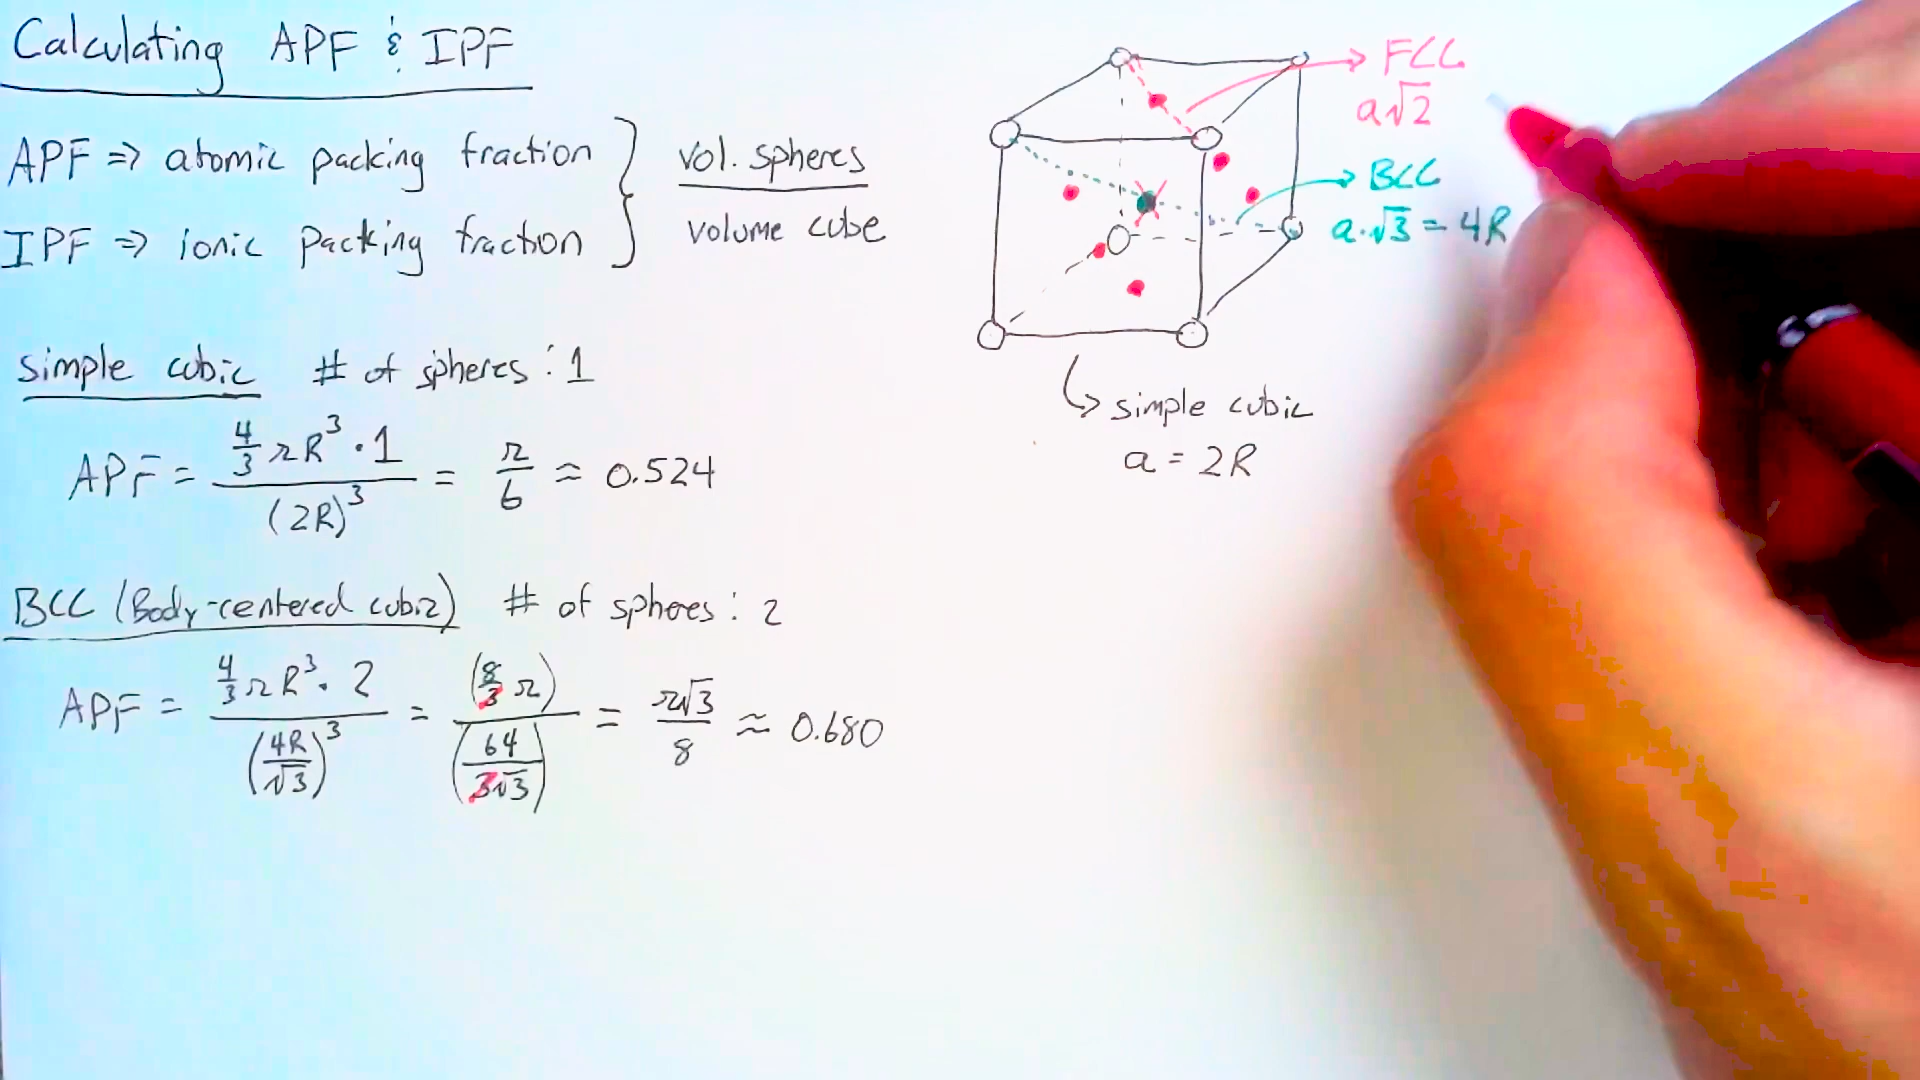 Calculating APF & IPF
APF => atomic packing fraction
IPF => ionic packing fraction
vol. spheres
volume cube
simple cubic # of spheres : 1
APF = 4/3 πR³ · 1 / (2R)³ = π/6 ≈ 0.524
BCC (Body-centered cubic) # of spheres : 2
APF = 4/3 πR³ · 2 / (4R/√3)³ = (8/3 π) / (64/3√3) = π√3/8 ≈ 0.680
FCC
a√2
BCC
a·√3 = 4R
simple cubic
a = 2R